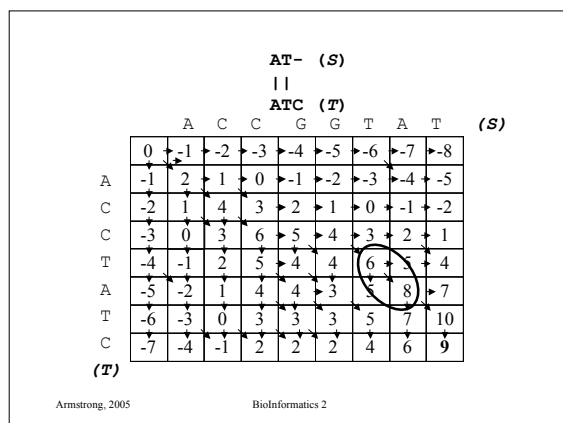 AT- (S)
||
ATC (T)
A C C G G T A T (S)
0 -1 -2 -3 -4 -5 -6 -7 -8
A -1 2 1 0 -1 -2 -3 -4 -5
C -2 1 4 3 2 1 0 -1 -2
C -3 0 3 6 5 4 3 2 1
T -4 -1 2 5 4 4 6 5 4
A -5 -2 1 4 4 3 5 8 7
T -6 -3 0 3 3 3 5 7 10
C -7 -4 -1 2 2 2 4 6 9
(T)
Armstrong, 2005 BioInformatics 2